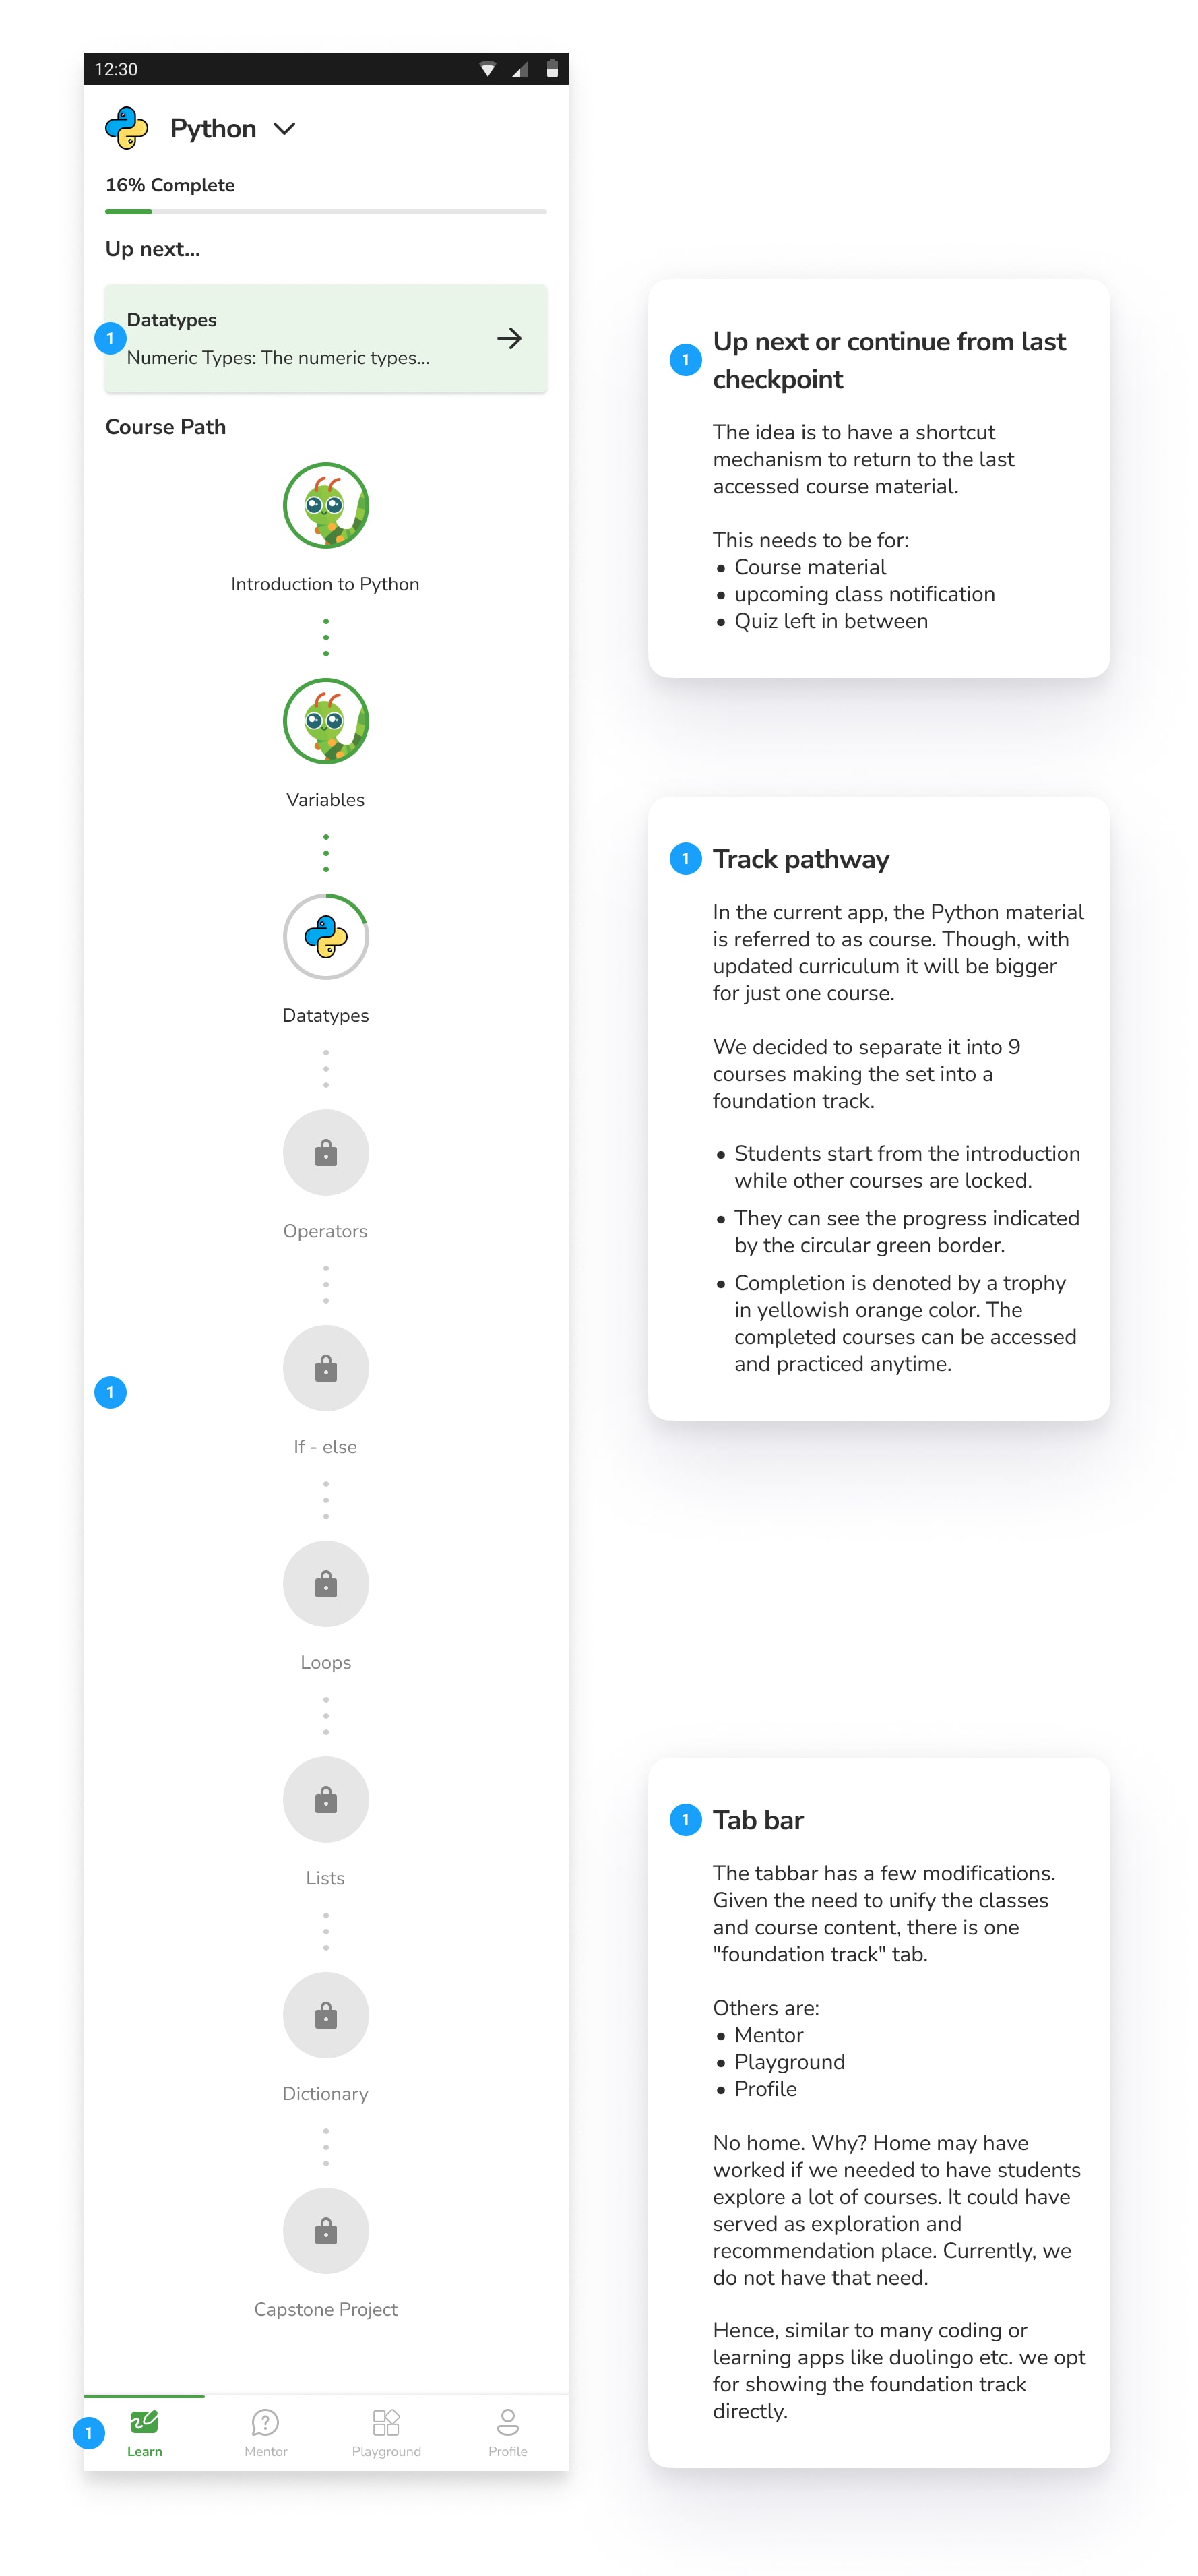 12:30
Python
16% Complete
Up next...
1
Datatypes
Numeric Types: The numeric types...
Course Path
Introduction to Python
Variables
Datatypes
Operators
1
If - else
Loops
Lists
Dictionary
Capstone Project
1
Learn
Mentor
Playground
Profile
1
Up next or continue from last
checkpoint
The idea is to have a shortcut
mechanism to return to the last
accessed course material.
This needs to be for:
• Course material
• upcoming class notification
• Quiz left in between
1
Track pathway
In the current app, the Python material
is referred to as course. Though, with
updated curriculum it will be bigger
for just one course.
We decided to separate it into 9
courses making the set into a
foundation track.
• Students start from the introduction
while other courses are locked.
• They can see the progress indicated
by the circular green border.
• Completion is denoted by a trophy
in yellowish orange color. The
completed courses can be accessed
and practiced anytime.
1
Tab bar
The tabbar has a few modifications.
Given the need to unify the classes
and course content, there is one
"foundation track" tab.
Others are:
• Mentor
• Playground
• Profile
No home. Why? Home may have
worked if we needed to have students
explore a lot of courses. It could have
served as exploration and
recommendation place. Currently, we
do not have that need.
Hence, similar to many coding or
learning apps like duolingo etc. we opt
for showing the foundation track
directly.